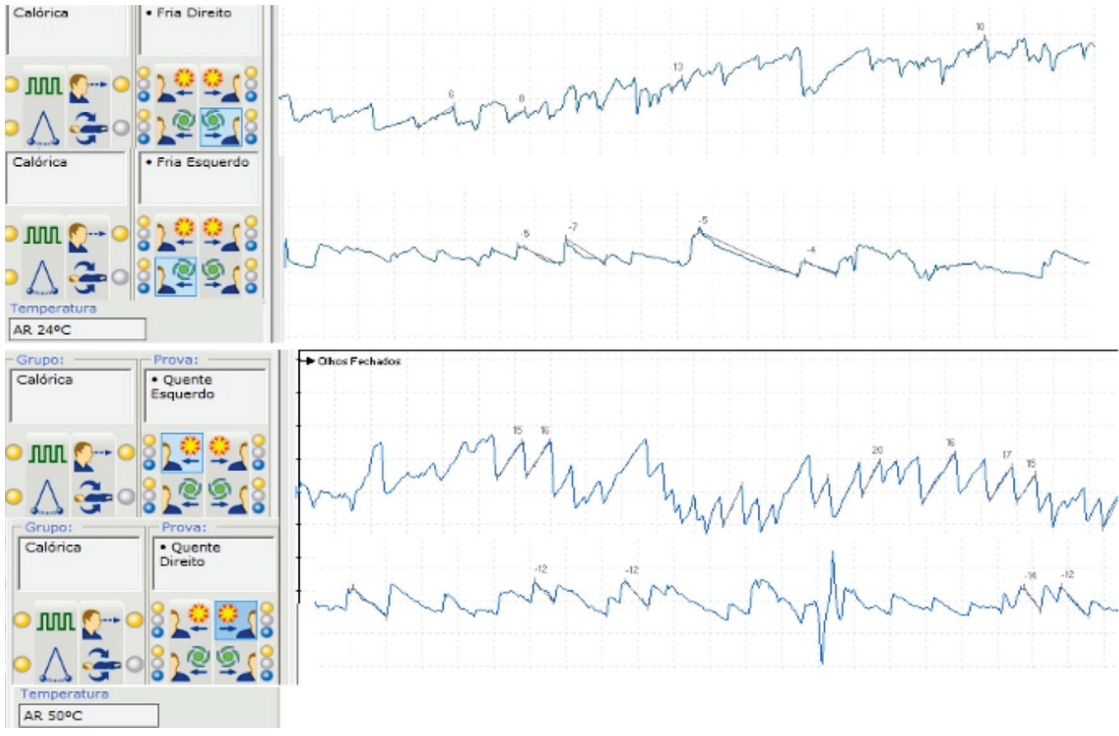 Calórica
• Fria Direito
6
8
13
10
Calórica
• Fria Esquerdo
-7
-5
-4
Temperatura
AR 24ºC
Grupo:
Prova:
Calórica
• Quente
Esquerdo
Olhos Fechados
15
16
20
16
17
15
Grupo:
Prova:
Calórica
• Quente
Direito
-12
-12
-14
-12
Temperatura
AR 50ºC